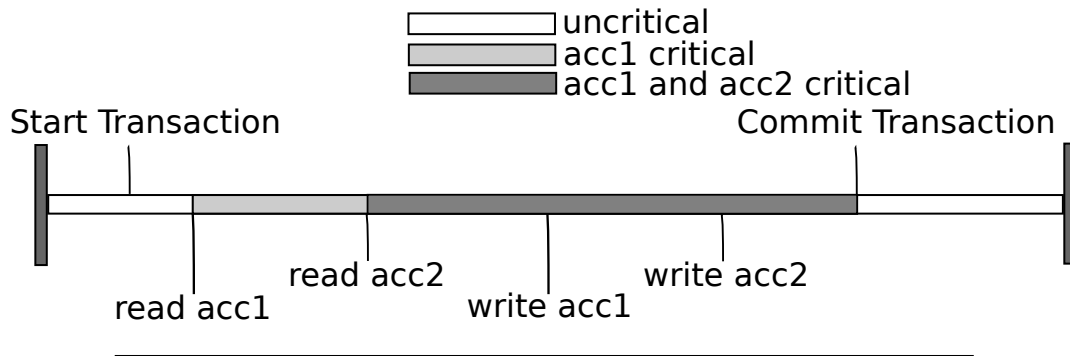 uncritical
acc1 critical
acc1 and acc2 critical
Start Transaction
Commit Transaction
read acc1
read acc2
write acc1
write acc2